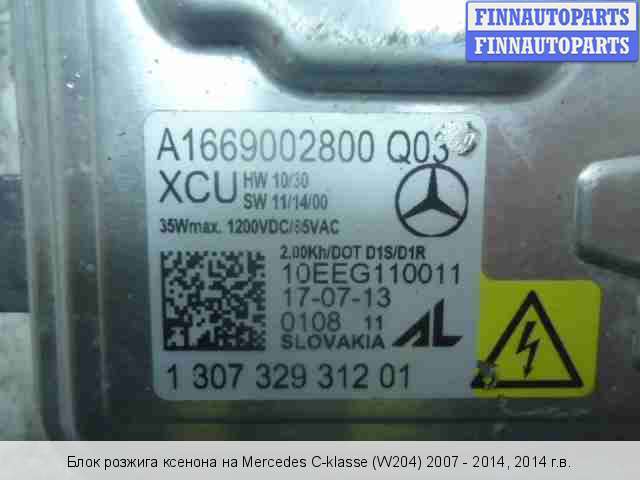 FINNAUTOPARTS
FINNAUTOPARTS
A1669002800 Q03
XCU HW 10/30
SW 11/14/00
35Wmax. 1200VDC/85VAC
2.00Kh/DOT D1S/D1R
10EEG110011
17-07-13
0108 11
SLOVAKIA AL
1 307 329 312 01
Блок розжига ксенона на Mercedes C-klasse (W204) 2007 - 2014, 2014 г.в.